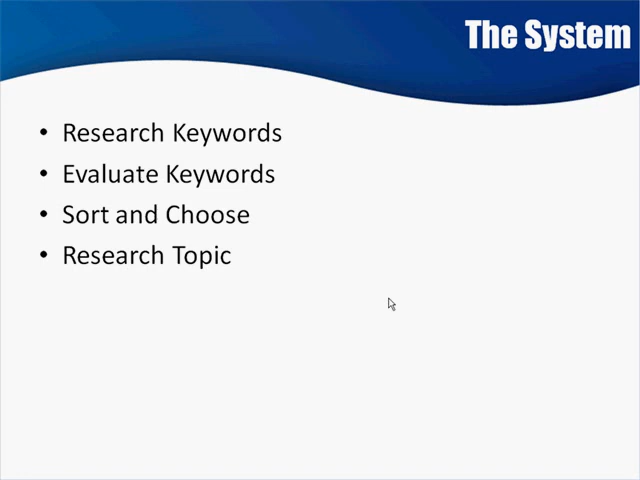 The System
• Research Keywords
• Evaluate Keywords
• Sort and Choose
• Research Topic